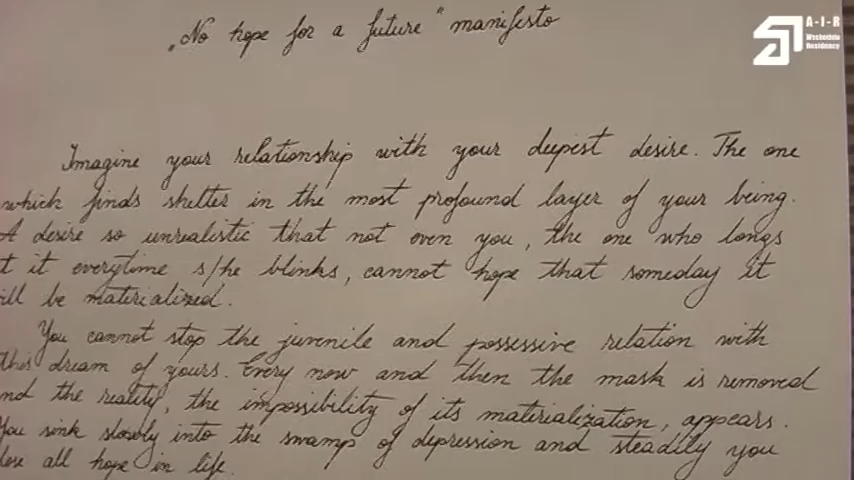 „No hope for a future" manifesto
A-I-R
Wschodnia
Residency
Imagine your relationship with your deepest desire. The one
which finds shelter in the most profound layer of your being.
A desire so unrealistic that not even you, the one who longs
it everytime s/he blinks, cannot hope that someday it
ill be materialized.
You cannot stop the juvenile and possessive relation with
this dream of yours. Every now and then the mask is removed
nd the reality, the impossibility of its materialization, appears.
You sink slowly into the swamp of depression and steadily you
lose all hope in life.